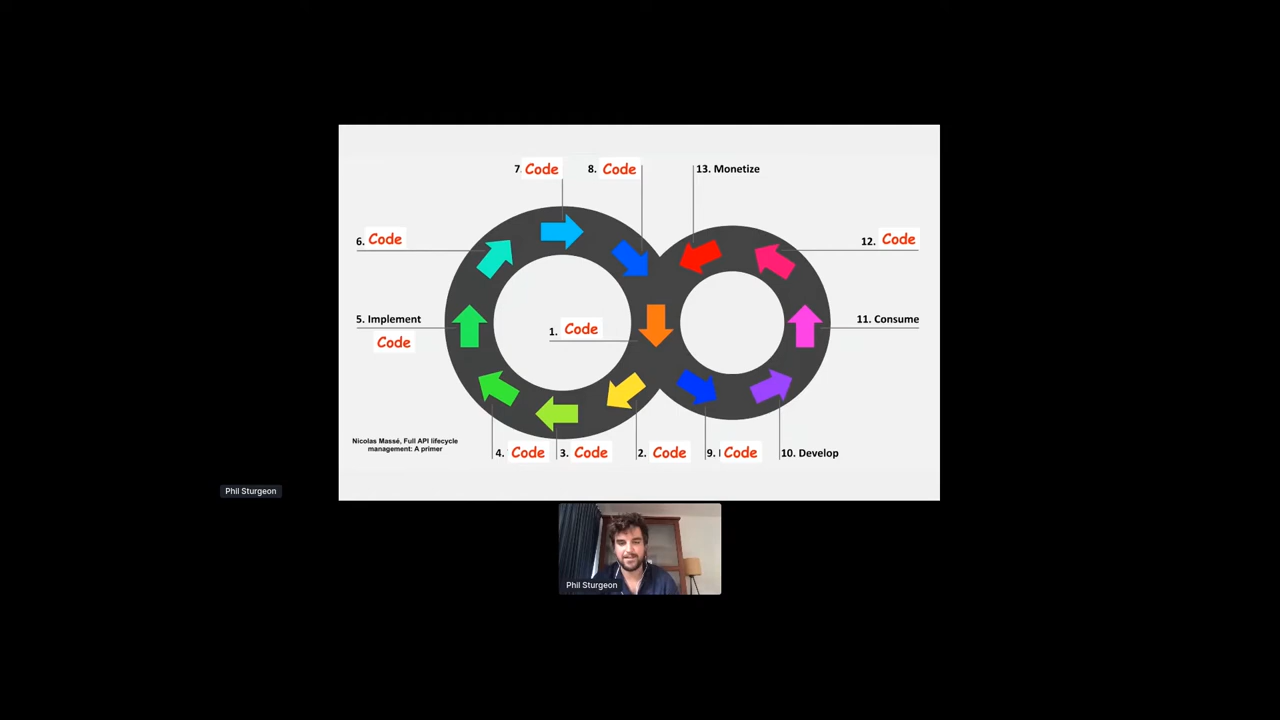 7. Code
8. Code
13. Monetize
6. Code
12. Code
5. Implement
Code
1. Code
11. Consume
Nicolas Massé, Full API lifecycle
management: A primer
4. Code
3. Code
2. Code
9. Code
10. Develop
Phil Sturgeon
Phil Sturgeon